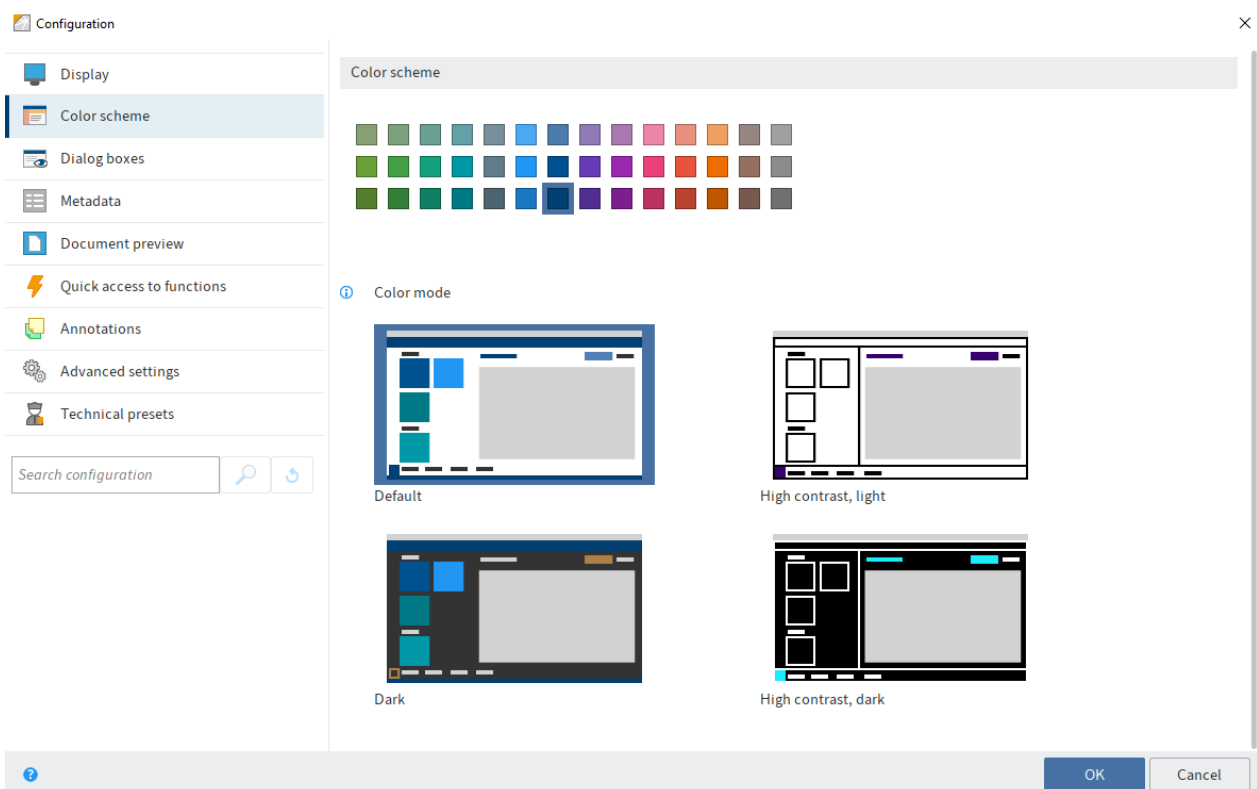 Configuration
Display
Color scheme
Dialog boxes
Metadata
Document preview
Quick access to functions
Annotations
Advanced settings
Technical presets
Search configuration
Color scheme
Color mode
Default
High contrast, light
Dark
High contrast, dark
OK
Cancel